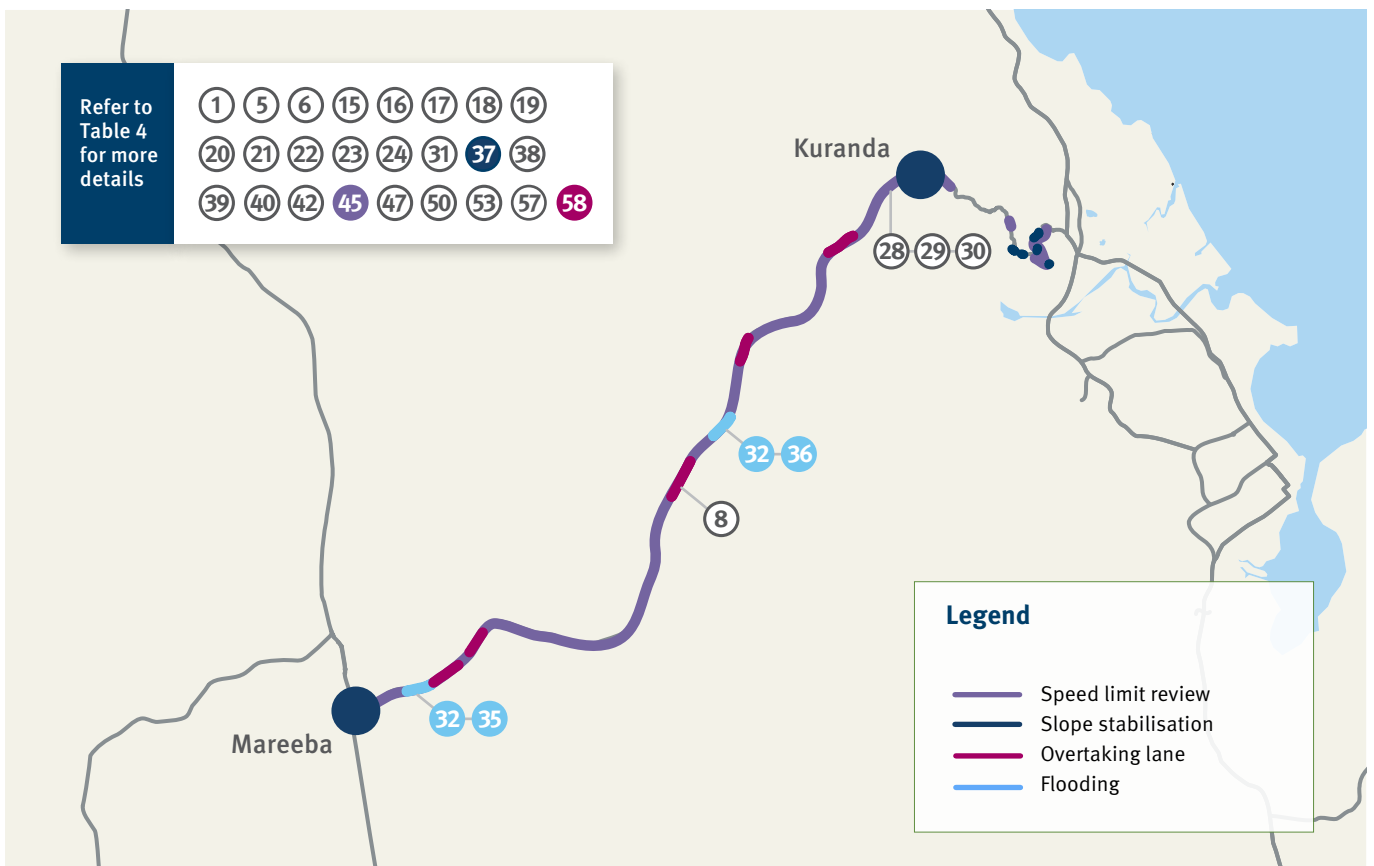 Refer to
Table 4
for more
details
1 5 6 15 16 17 18 19
20 21 22 23 24 31 37 38
39 40 42 45 47 50 53 57 58
Kuranda
28 29 30
32 36
8
32 35
Mareeba
Legend
Speed limit review
Slope stabilisation
Overtaking lane
Flooding